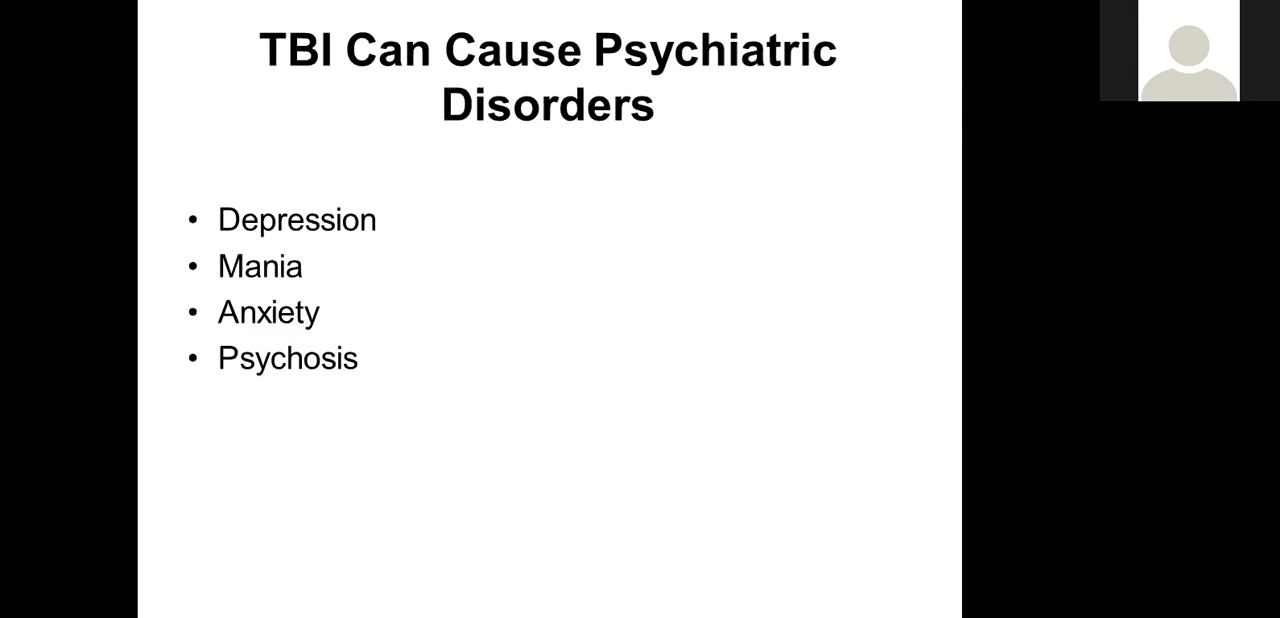 TBI Can Cause Psychiatric
Disorders
• Depression
• Mania
• Anxiety
• Psychosis